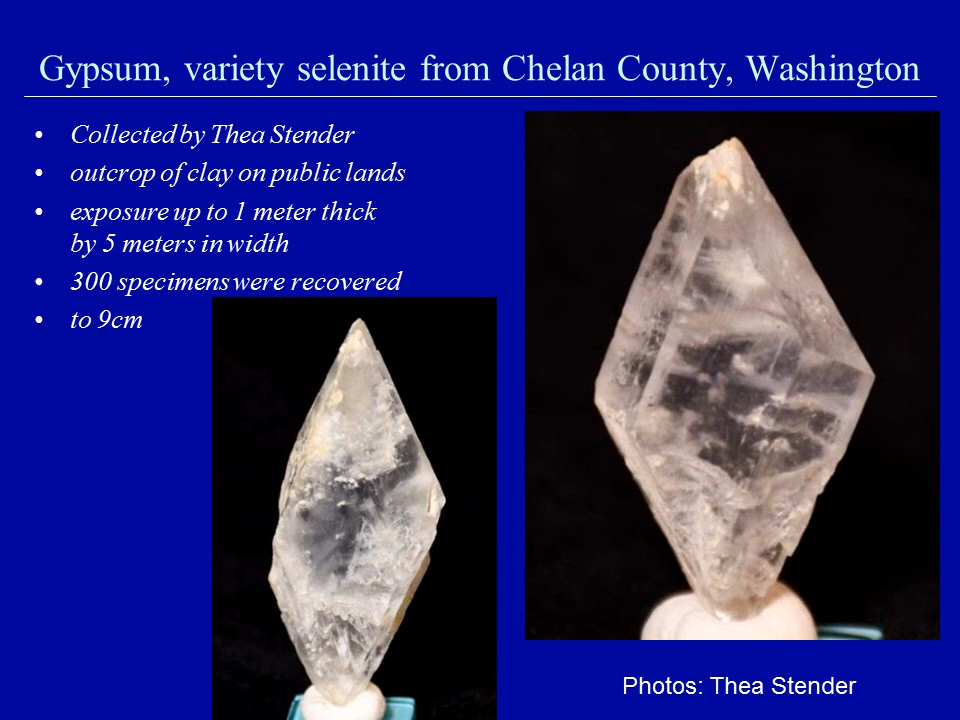 Gypsum, variety selenite from Chelan County, Washington
• Collected by Thea Stender
• outcrop of clay on public lands
• exposure up to 1 meter thick
by 5 meters in width
• 300 specimens were recovered
• to 9cm
Photos: Thea Stender